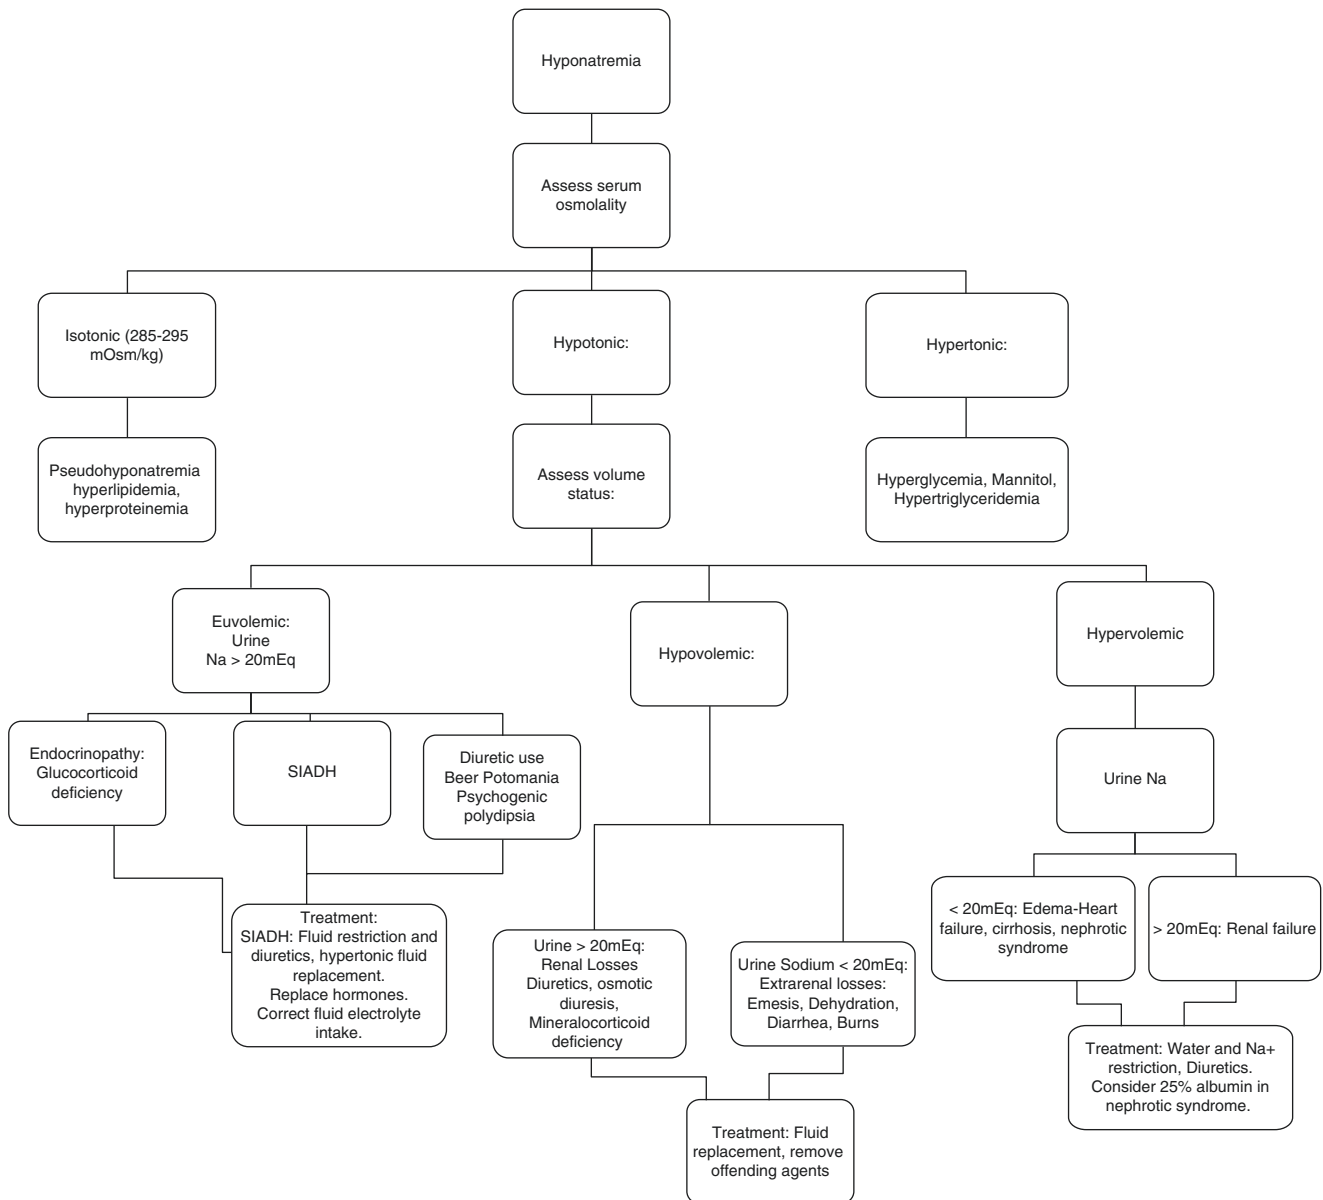 Hyponatremia
Assess serum
osmolality
Isotonic (285-295
mOsm/kg)
Hypotonic:
Hypertonic:
Pseudohyponatremia
hyperlipidemia,
hyperproteinemia
Assess volume
status:
Hyperglycemia, Mannitol,
Hypertriglyceridemia
Euvolemic:
Urine
Na > 20mEq
Hypovolemic:
Hypervolemic
Endocrinopathy:
Glucocorticoid
deficiency
SIADH
Diuretic use
Beer Potomania
Psychogenic
polydipsia
Urine Na
Treatment:
SIADH: Fluid restriction and
diuretics, hypertonic fluid
replacement.
Replace hormones.
Correct fluid electrolyte
intake.
Urine > 20mEq:
Renal Losses
Diuretics, osmotic
diuresis,
Mineralocorticoid
deficiency
Urine Sodium < 20mEq:
Extrarenal losses:
Emesis, Dehydration,
Diarrhea, Burns
< 20mEq: Edema-Heart
failure, cirrhosis, nephrotic
syndrome
> 20mEq: Renal failure
Treatment: Fluid
replacement, remove
offending agents
Treatment: Water and Na+
restriction, Diuretics.
Consider 25% albumin in
nephrotic syndrome.